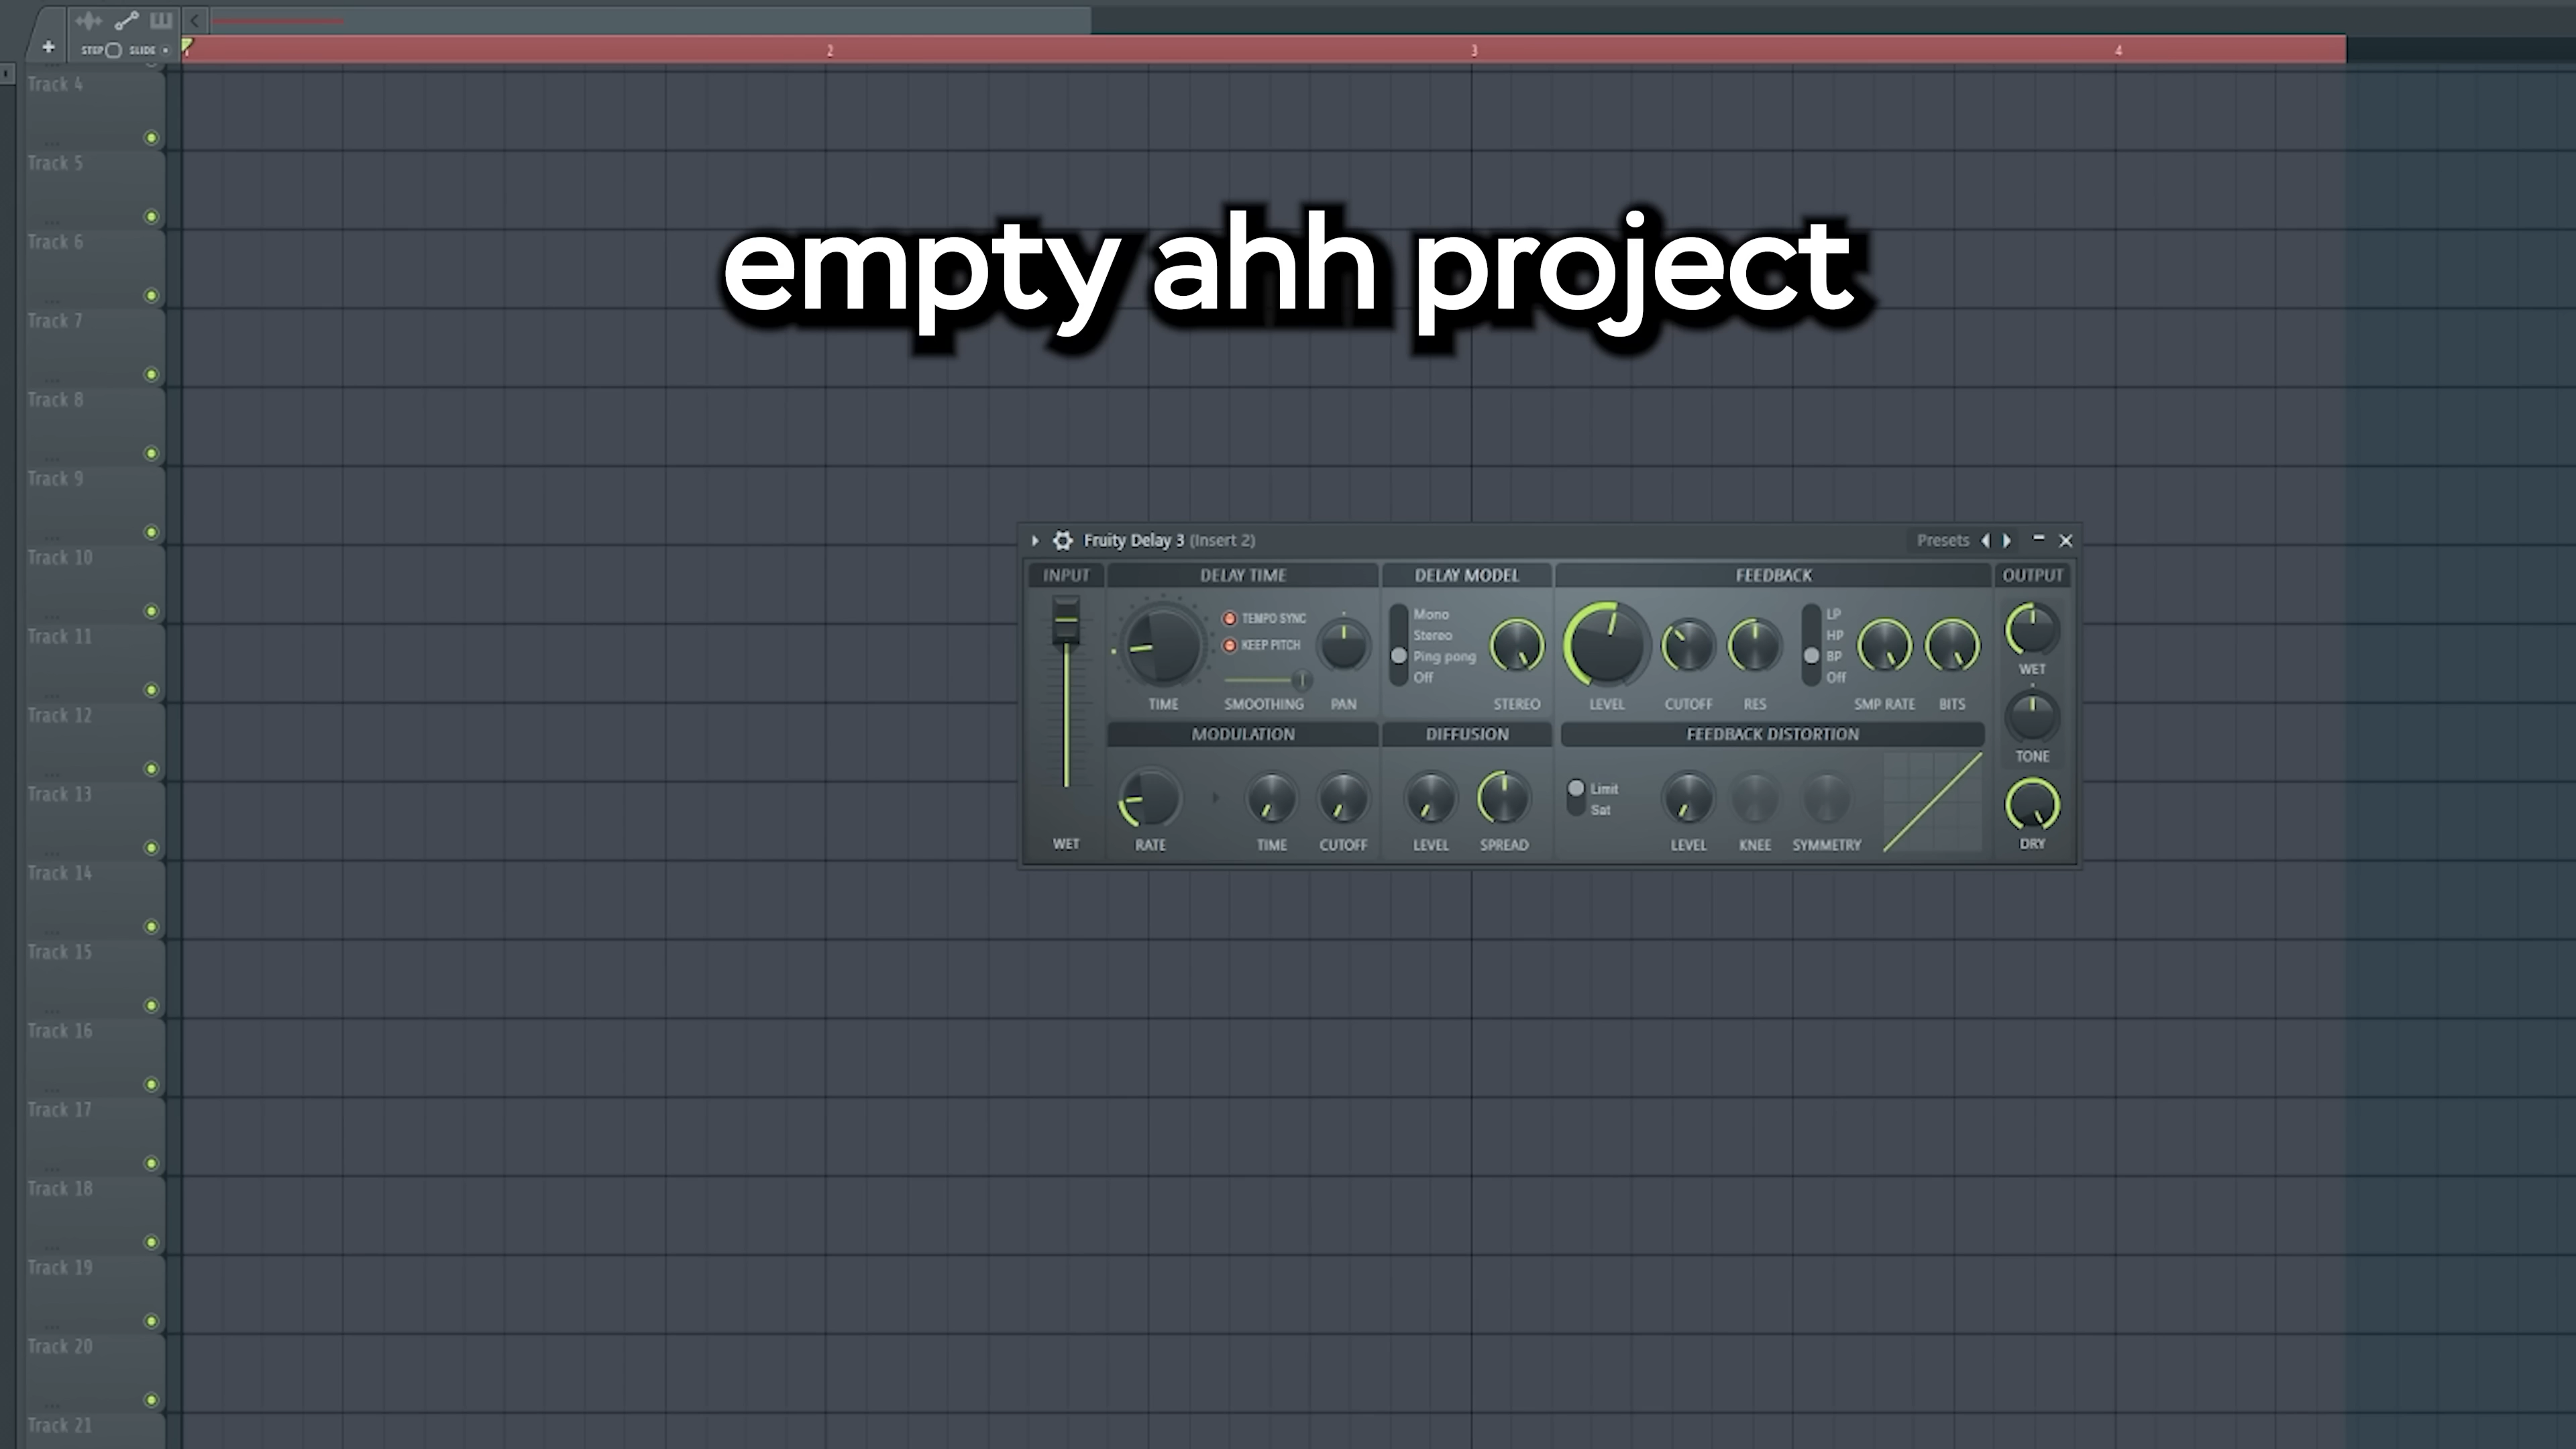 STEP SLIDE
2 3 4
Track 4
Track 5
empty ahh project
Track 6
Track 7
Track 8
Track 9
Track 10
Track 11
Track 12
Track 13
Track 14
Track 15
Track 16
Track 17
Track 18
Track 19
Track 20
Track 21
Fruity Delay 3 (Insert 2) Presets
INPUT DELAY TIME DELAY MODEL FEEDBACK OUTPUT
TEMPO SYNC
KEEP PITCH
Mono
Stereo
Ping pong
Off
LP
HP
BP
Off
WET
TIME SMOOTHING PAN STEREO LEVEL CUTOFF RES SMP RATE BITS
MODULATION DIFFUSION FEEDBACK DISTORTION
TONE
Limit
Sat
WET RATE TIME CUTOFF LEVEL SPREAD LEVEL KNEE SYMMETRY DRY